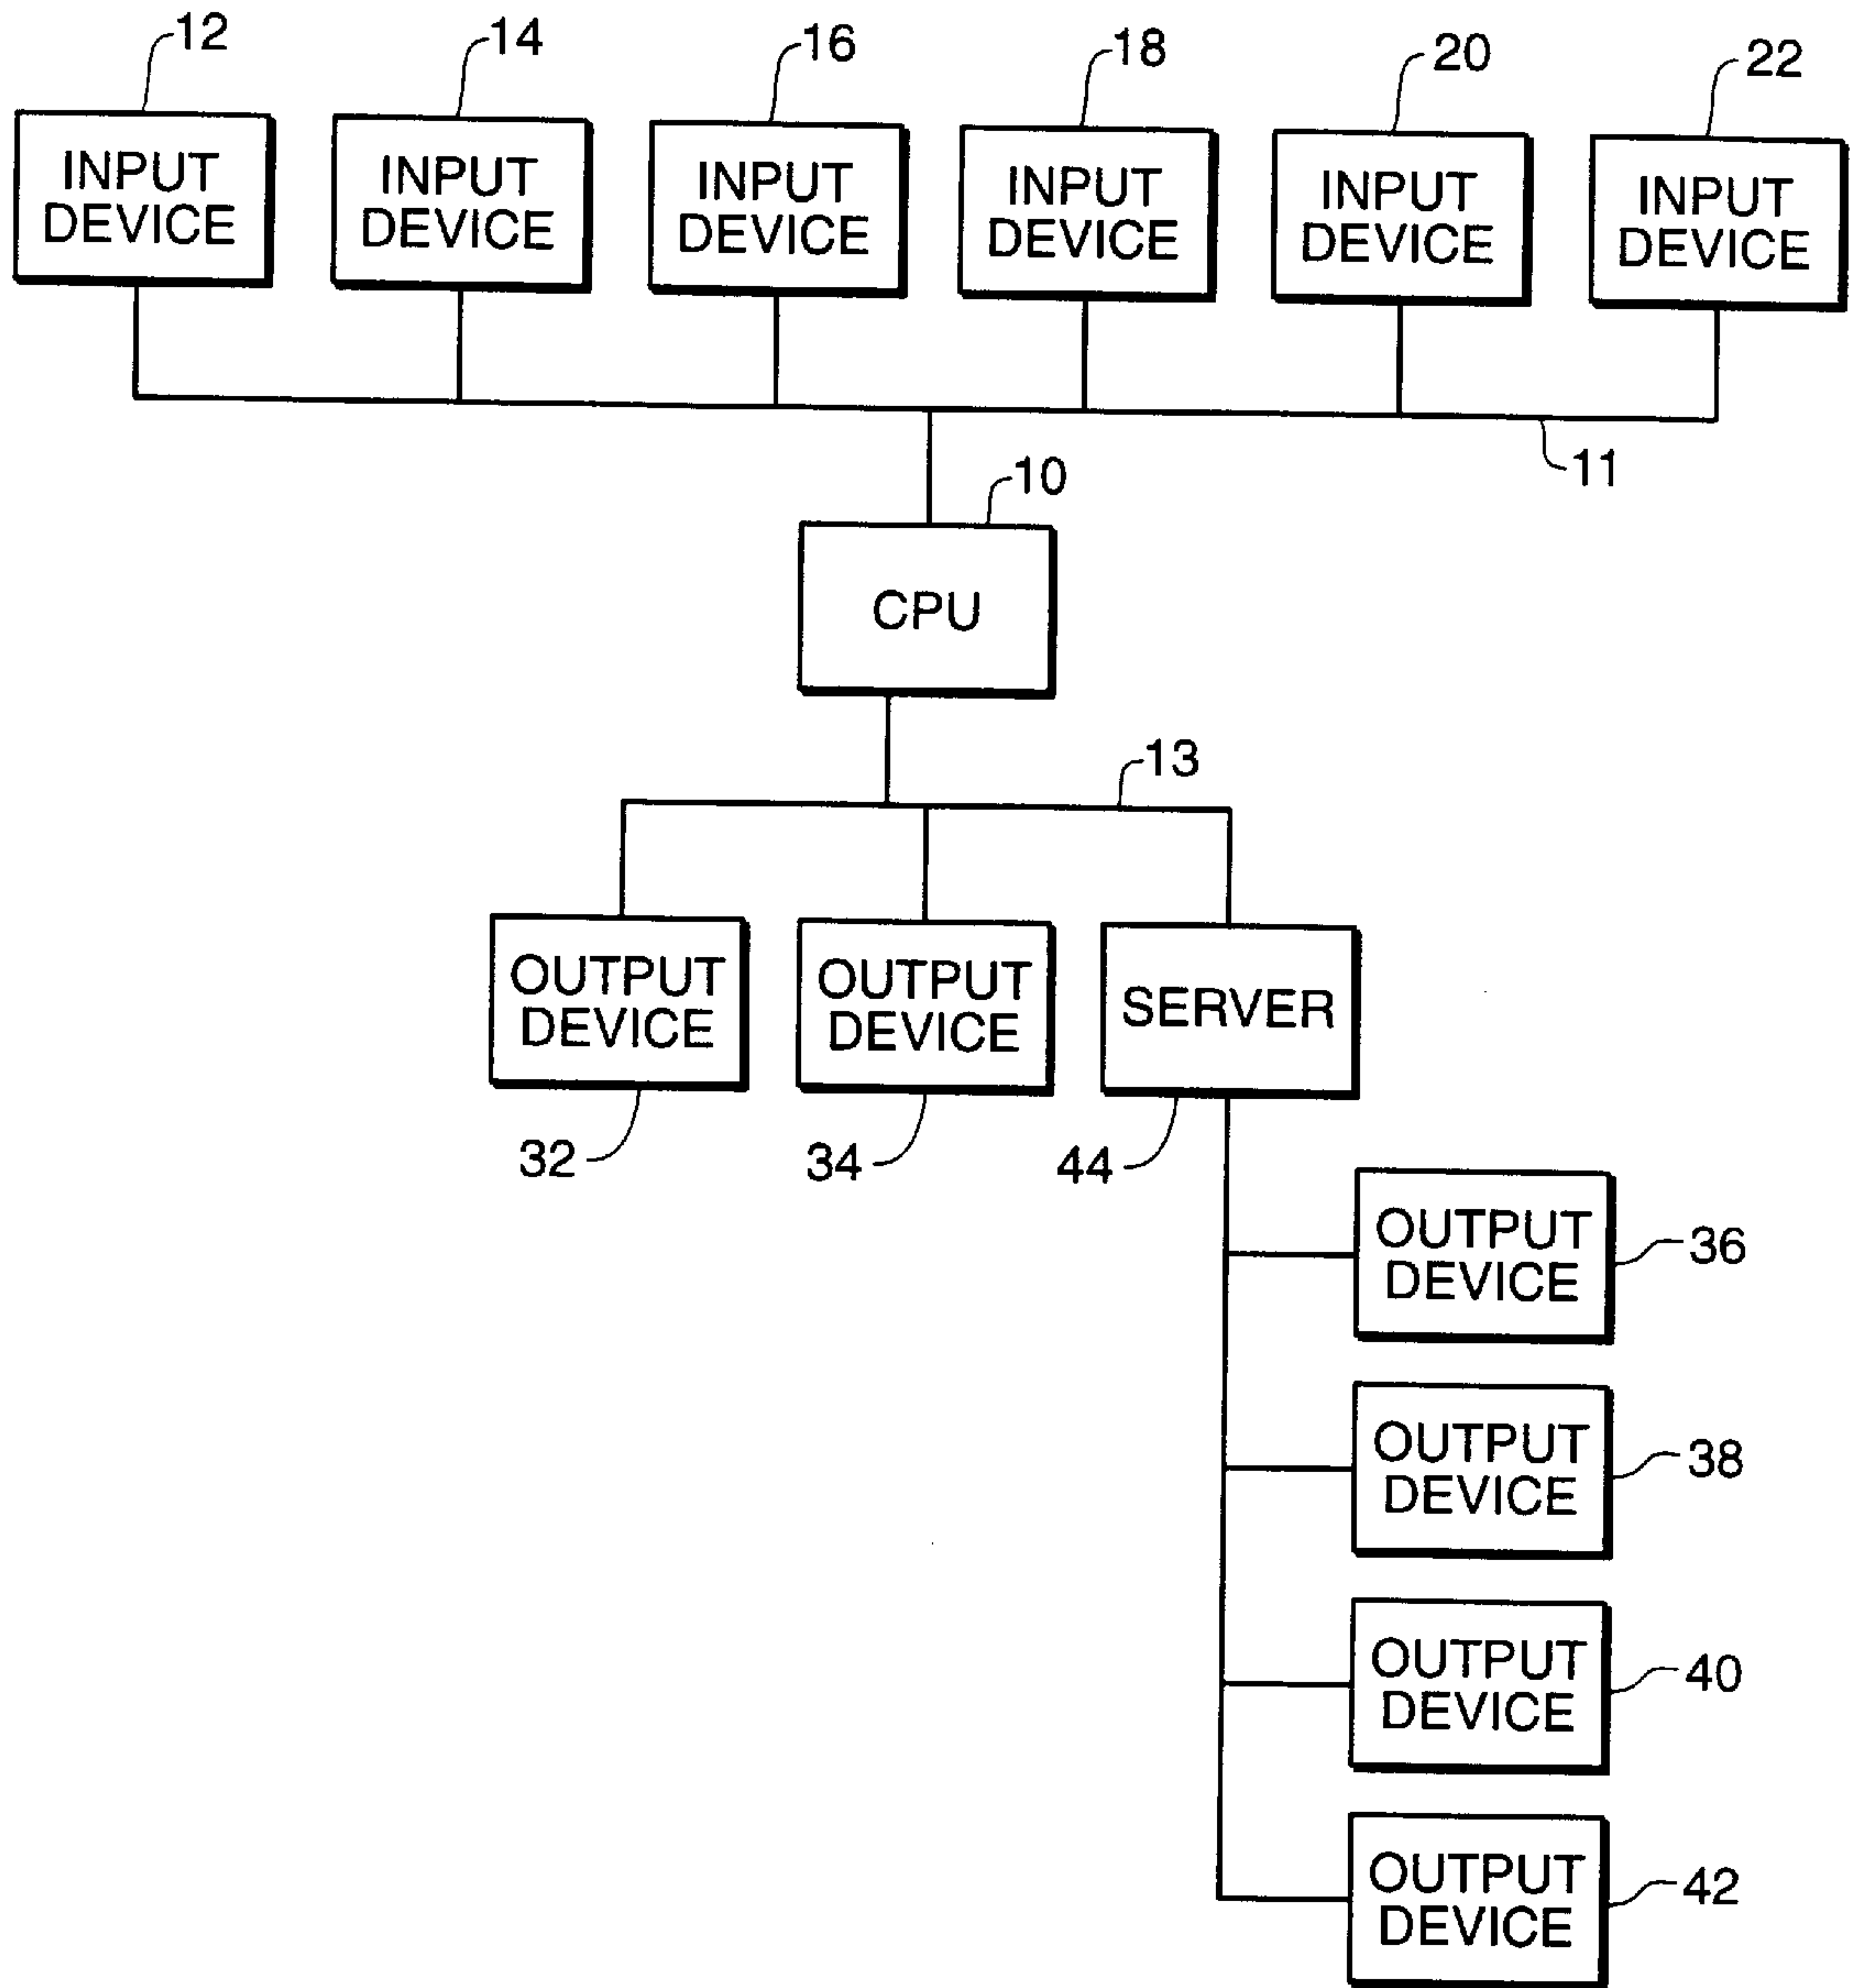 12
14
16
18
20
22
INPUT
DEVICE
INPUT
DEVICE
INPUT
DEVICE
INPUT
DEVICE
INPUT
DEVICE
INPUT
DEVICE
11
10
CPU
13
OUTPUT
DEVICE
OUTPUT
DEVICE
SERVER
32
34
44
OUTPUT
DEVICE
36
OUTPUT
DEVICE
38
OUTPUT
DEVICE
40
OUTPUT
DEVICE
42